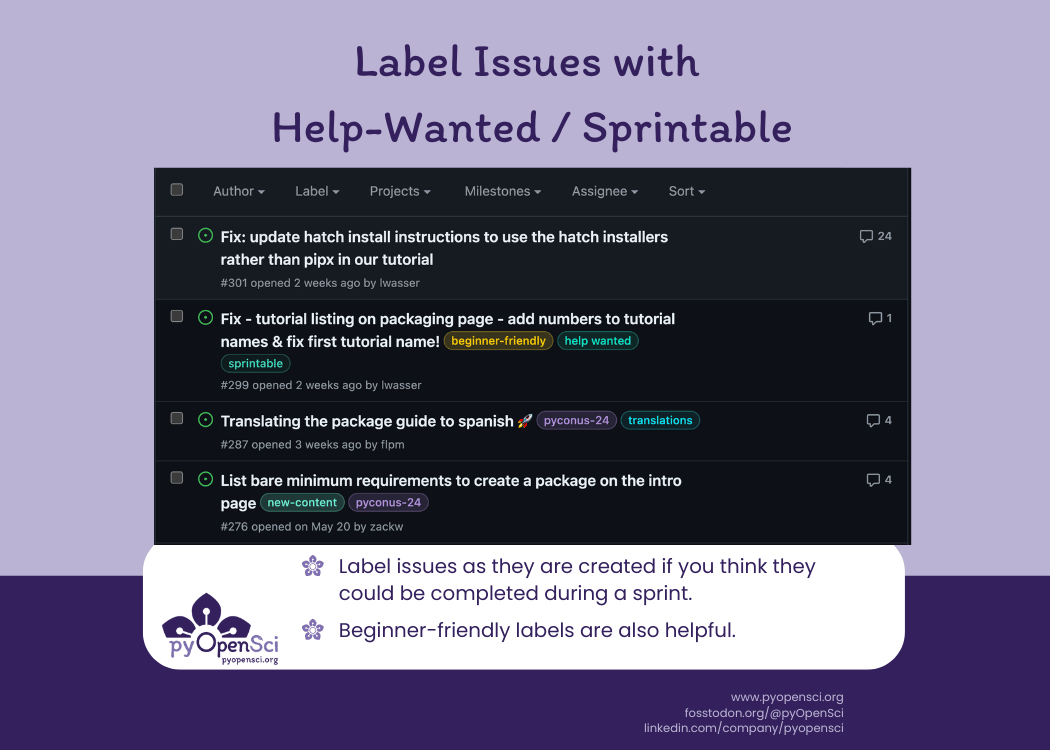 Label Issues with
Help-Wanted / Sprintable
Author Label Projects Milestones Assignee Sort
Fix: update hatch install instructions to use the hatch installers 24
rather than pipx in our tutorial
#301 opened 2 weeks ago by lwasser
Fix - tutorial listing on packaging page - add numbers to tutorial 1
names & fix first tutorial name! beginner-friendly help wanted
sprintable
#299 opened 2 weeks ago by lwasser
Translating the package guide to spanish 🚀 pyconus-24 translations 4
#287 opened 3 weeks ago by flpm
List bare minimum requirements to create a package on the intro 4
page new-content pyconus-24
#276 opened on May 20 by zackw
Label issues as they are created if you think they
could be completed during a sprint.
Beginner-friendly labels are also helpful.
pyOpenSci
pyopensci.org
www.pyopensci.org
fosstodon.org/@pyOpenSci
linkedin.com/company/pyopensci